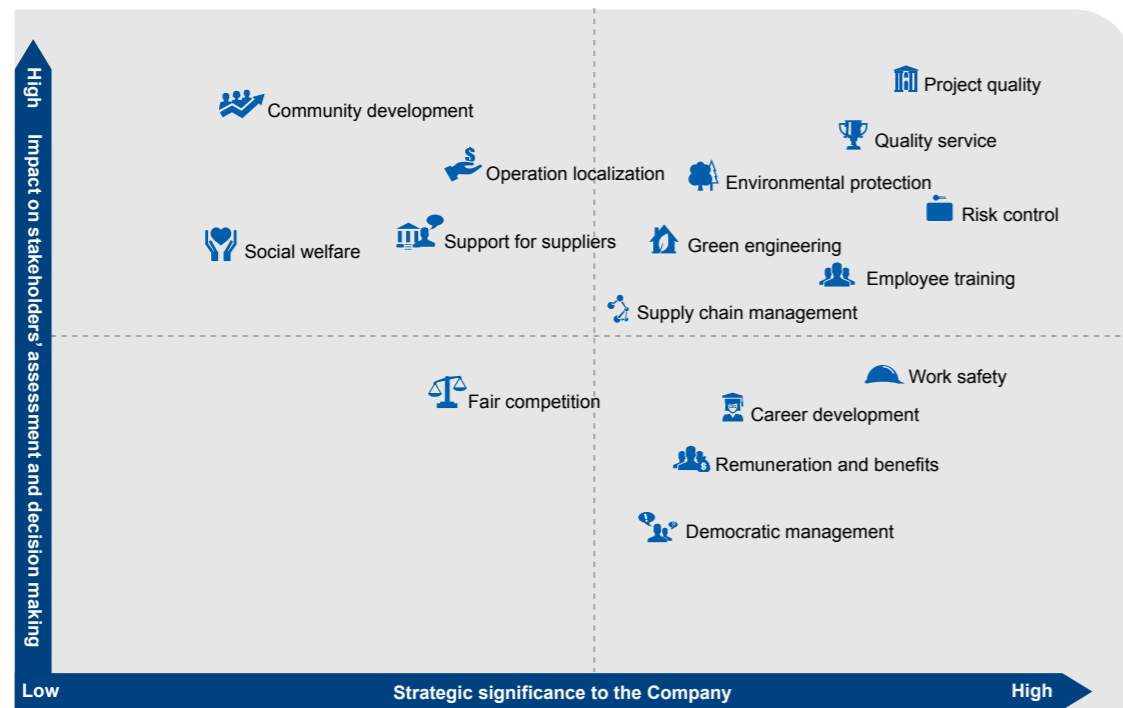 High
Impact on stakeholders' assessment and decision making
Project quality
Community development
Quality service
Operation localization
Environmental protection
Risk control
Social welfare
Support for suppliers
Green engineering
Employee training
Supply chain management
Work safety
Fair competition
Career development
Remuneration and benefits
Democratic management
Low
Strategic significance to the Company
High